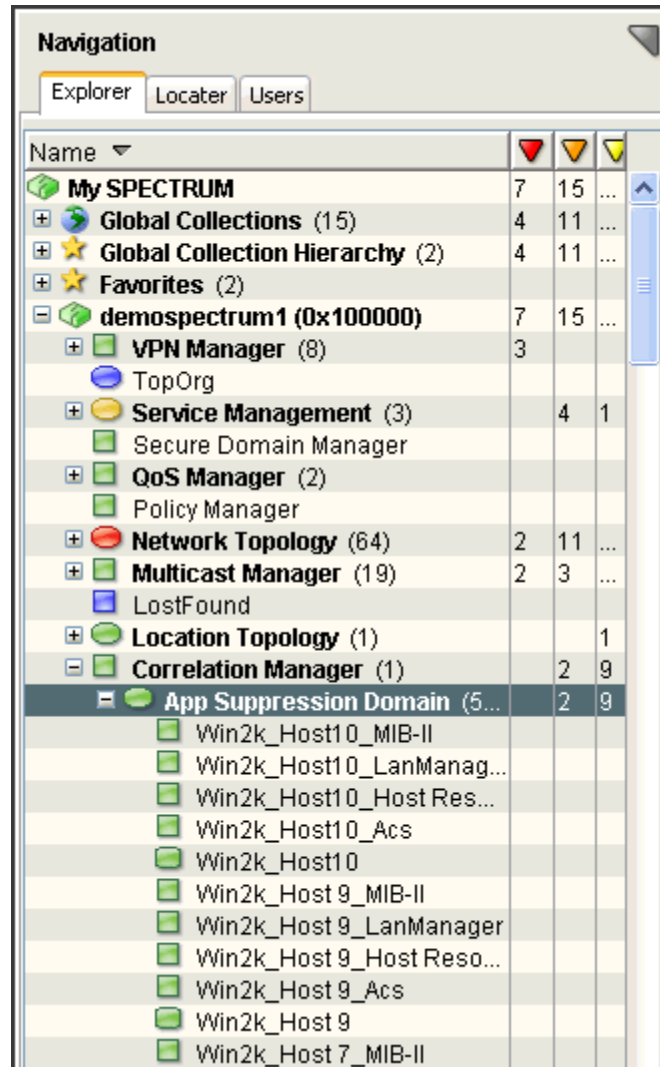 Navigation
Explorer Locater Users
Name
My SPECTRUM 7 15 ...
Global Collections (15) 4 11 ...
Global Collection Hierarchy (2) 4 11 ...
Favorites (2)
demospectrum1 (0x100000) 7 15 ...
VPN Manager (8) 3
TopOrg
Service Management (3) 4 1
Secure Domain Manager
QoS Manager (2)
Policy Manager
Network Topology (64) 2 11 ...
Multicast Manager (19) 2 3 ...
LostFound
Location Topology (1) 1
Correlation Manager (1) 2 9
App Suppression Domain (5... 2 9
Win2k_Host10_MIB-II
Win2k_Host10_LanManag...
Win2k_Host10_Host Res...
Win2k_Host10_Acs
Win2k_Host10
Win2k_Host 9_MIB-II
Win2k_Host 9_LanManager
Win2k_Host 9_Host Reso...
Win2k_Host 9_Acs
Win2k_Host 9
Win2k_Host 7_MIB-II